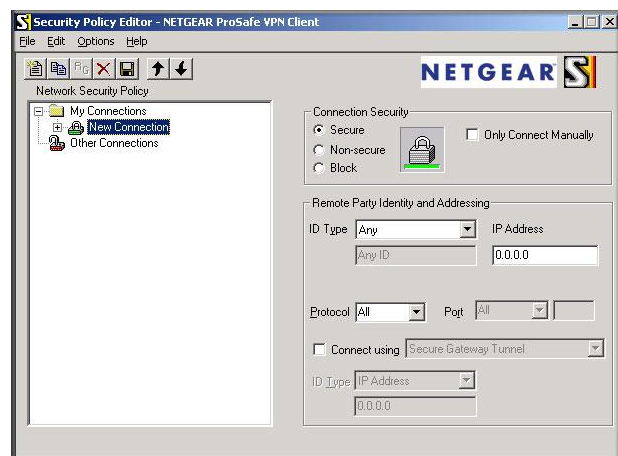 Security Policy Editor - NETGEAR ProSafe VPN Client
File Edit Options Help
NETGEAR
Network Security Policy
My Connections
New Connection
Other Connections
Connection Security
Secure
Non-secure
Block
Only Connect Manually
Remote Party Identity and Addressing
ID Type Any IP Address
Any ID 0.0.0.0
Protocol All Port All
Connect using Secure Gateway Tunnel
ID Type IP Address
0.0.0.0